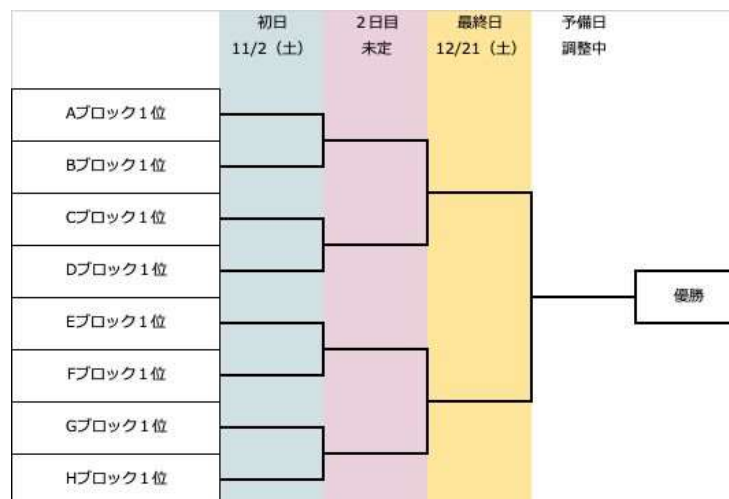 初日 ２日目 最終日 予備日
11/2（土） 未定 12/21（土） 調整中
Aブロック１位
Bブロック１位
Cブロック１位
Dブロック１位
Eブロック１位
優勝
Fブロック１位
Gブロック１位
Hブロック１位